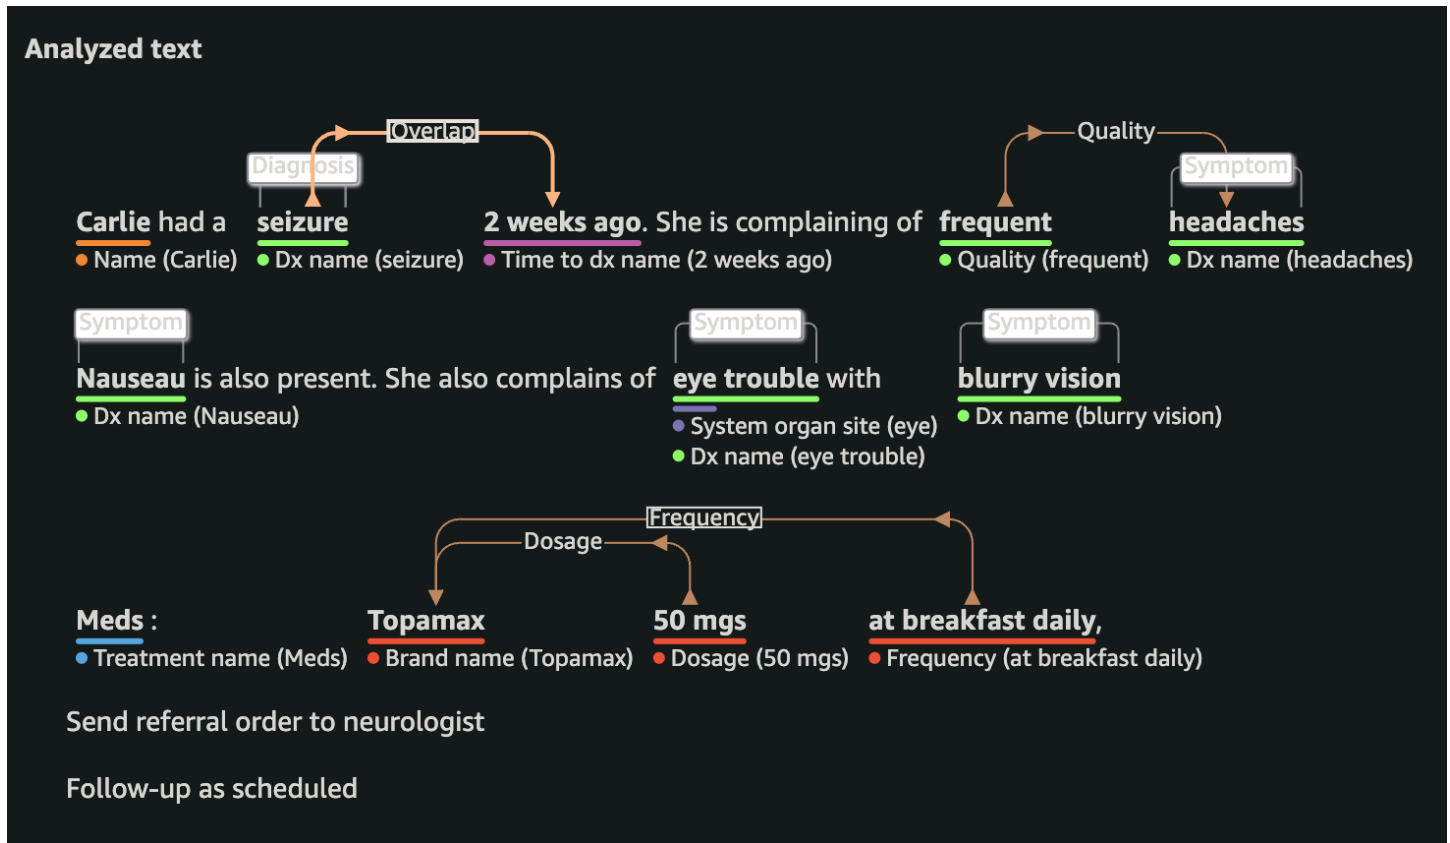 Analyzed text
Overlap Quality
Diagnosis Symptom
Carlie had a seizure 2 weeks ago. She is complaining of frequent headaches
Name (Carlie) Dx name (seizure) Time to dx name (2 weeks ago) Quality (frequent) Dx name (headaches)
Symptom Symptom Symptom
Nauseau is also present. She also complains of eye trouble with blurry vision
Dx name (Nauseau) System organ site (eye) Dx name (blurry vision)
Dx name (eye trouble)
Frequency
Dosage
Meds : Topamax 50 mgs at breakfast daily,
Treatment name (Meds) Brand name (Topamax) Dosage (50 mgs) Frequency (at breakfast daily)
Send referral order to neurologist
Follow-up as scheduled